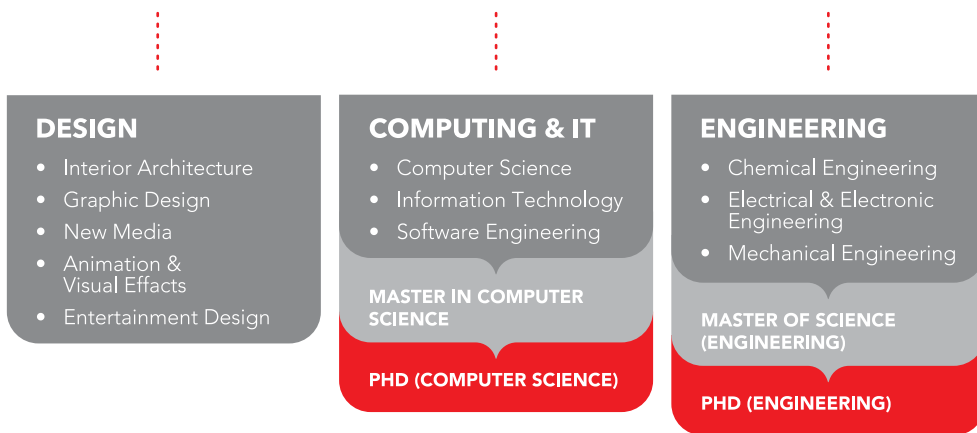 DESIGN
• Interior Architecture
• Graphic Design
• New Media
• Animation &
Visual Effacts
• Entertainment Design
COMPUTING & IT
• Computer Science
• Information Technology
• Software Engineering
MASTER IN COMPUTER
SCIENCE
PHD (COMPUTER SCIENCE)
ENGINEERING
• Chemical Engineering
• Electrical & Electronic
Engineering
• Mechanical Engineering
MASTER OF SCIENCE
(ENGINEERING)
PHD (ENGINEERING)